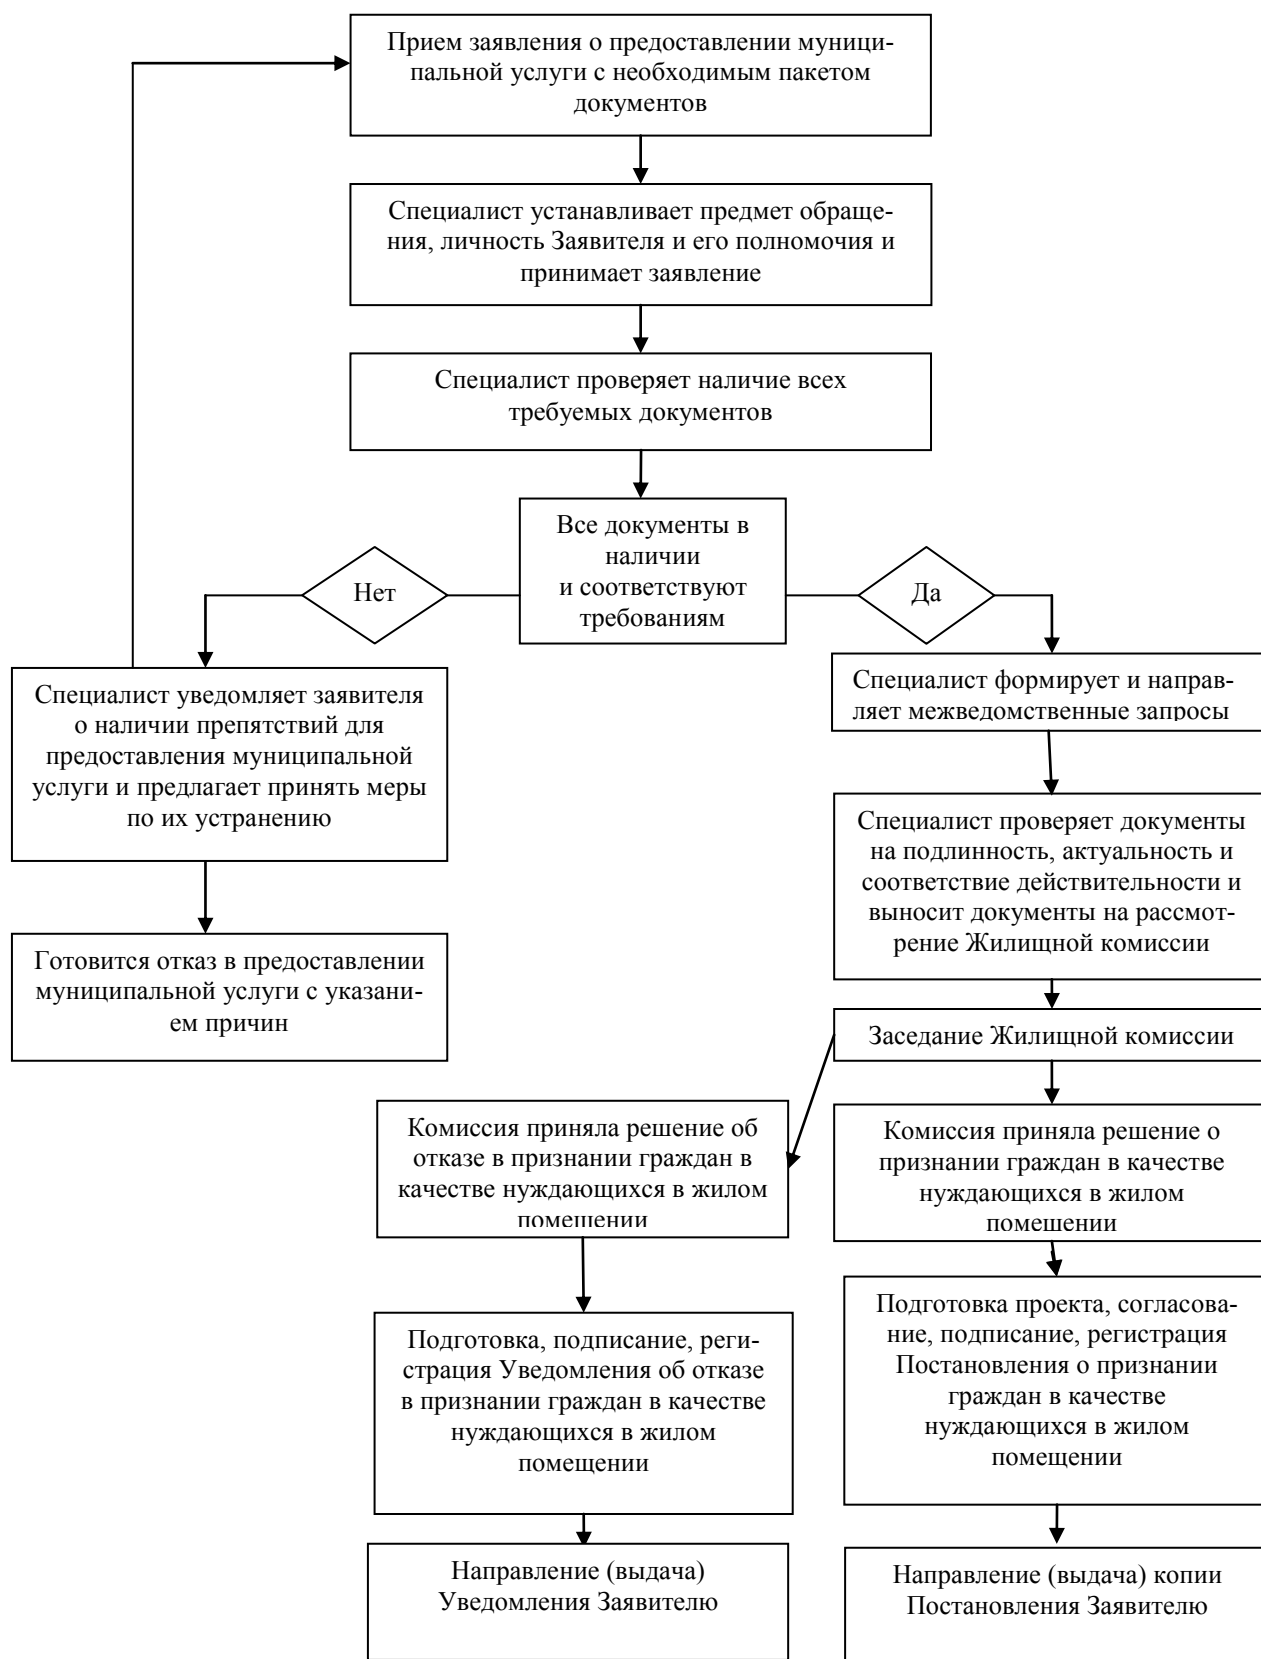 Прием заявления о предоставлении муници-
пальной услуги с необходимым пакетом
документов
Специалист устанавливает предмет обраще-
ния, личность Заявителя и его полномочия и
принимает заявление
Специалист проверяет наличие всех
требуемых документов
Все документы в
наличии
и соответствуют
требованиям
Нет
Да
Специалист уведомляет заявителя
о наличии препятствий для
предоставления муниципальной
услуги и предлагает принять меры
по их устранению
Готовится отказ в предоставлении
муниципальной услуги с указани-
ем причин
Специалист формирует и направ-
ляет межведомственные запросы
Специалист проверяет документы
на подлинность, актуальность и
соответствие действительности и
выносит документы на рассмот-
рение Жилищной комиссии
Заседание Жилищной комиссии
Комиссия приняла решение об
отказе в признании граждан в
качестве нуждающихся в жилом
помещении
Комиссия приняла решение о
признании граждан в качестве
нуждающихся в жилом
помещении
Подготовка, подписание, реги-
страция Уведомления об отказе
в признании граждан в качестве
нуждающихся в жилом
помещении
Подготовка проекта, согласова-
ние, подписание, регистрация
Постановления о признании
граждан в качестве
нуждающихся в жилом
помещении
Направление (выдача)
Уведомления Заявителю
Направление (выдача) копии
Постановления Заявителю